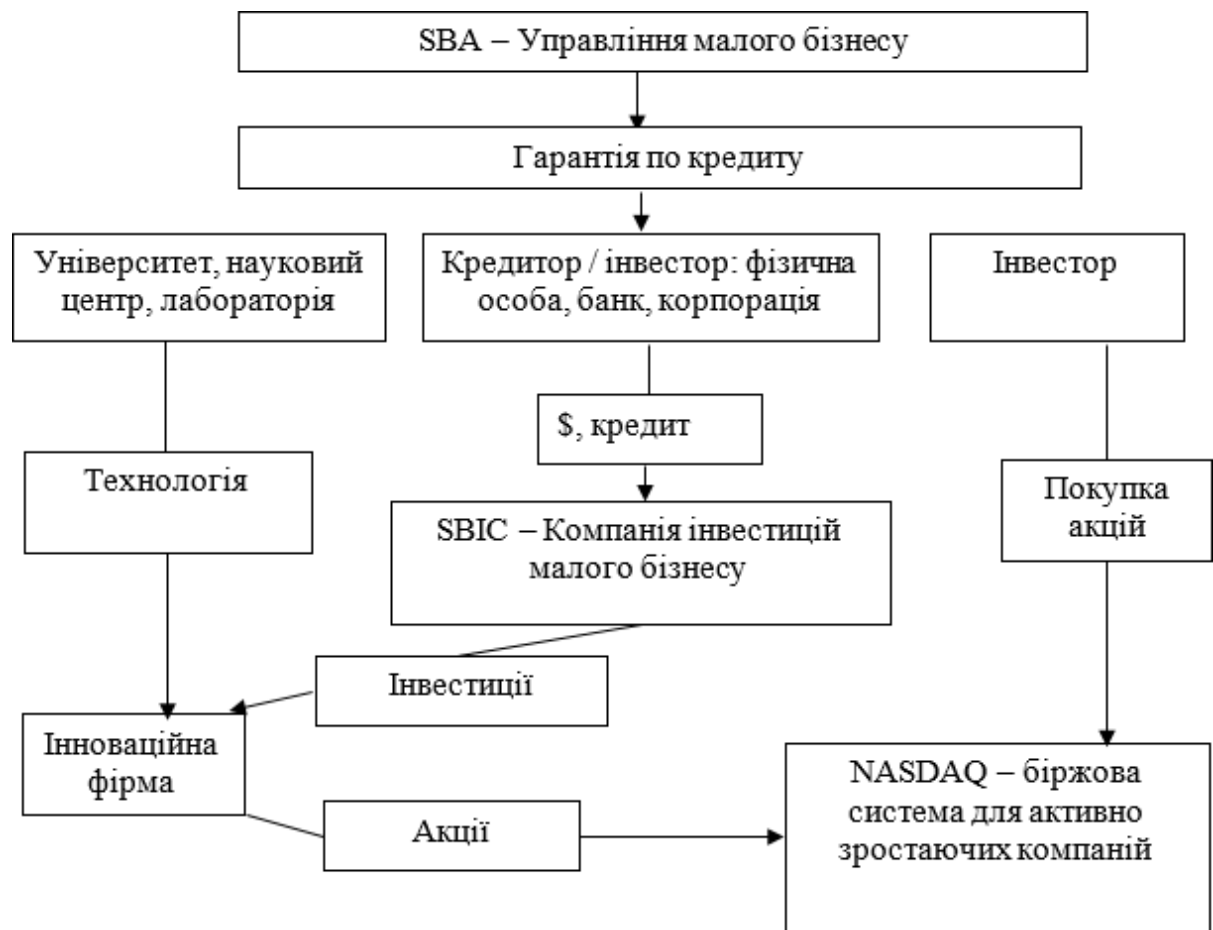 SBA – Управління малого бізнесу
Гарантія по кредиту
Університет, науковий
центр, лабораторія
Кредитор / інвестор: фізична
особа, банк, корпорація
Інвестор
$, кредит
Технологія
Покупка
акцій
SBIC – Компанія інвестицій
малого бізнесу
Інвестиції
Інноваційна
фірма
NASDAQ – біржова
система для активно
зростаючих компаній
Акції